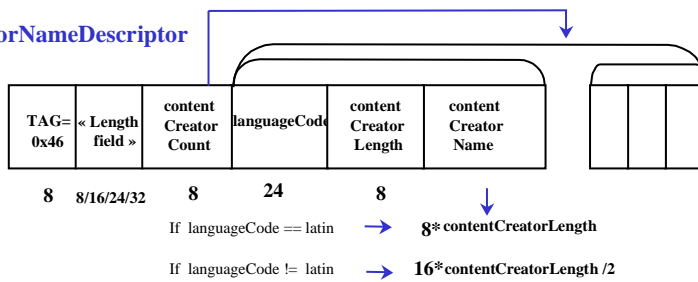 orNameDescriptor
TAG= 0x46
« Length field »
content Creator Count
languageCode
content Creator Length
content Creator Name
8 8/16/24/32 8 24 8
If languageCode == latin 8* contentCreatorLength
If languageCode != latin 16*contentCreatorLength /2